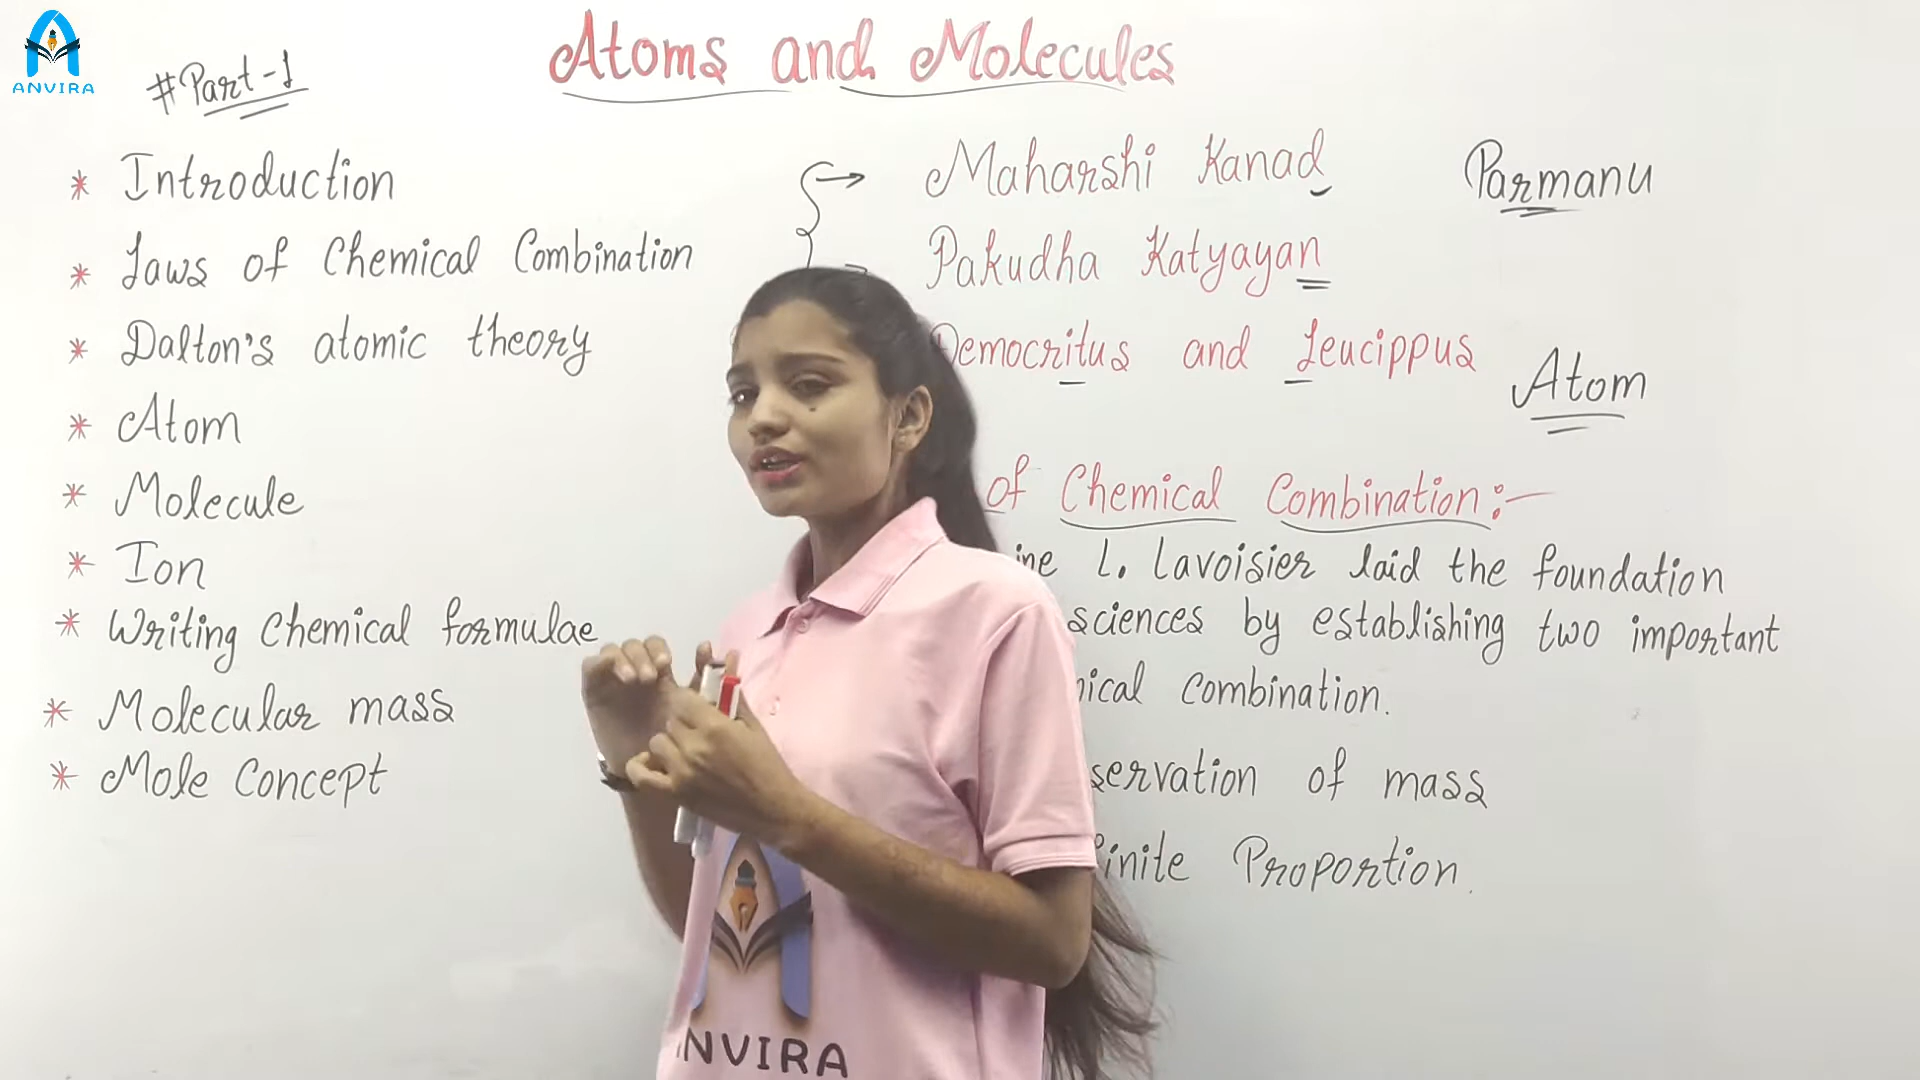 ANVIRA
#Part-1
Atoms and Molecules
* Introduction
* Laws of Chemical Combination
* Dalton's atomic theory
* Atom
* Molecule
* Ion
* Writing Chemical formulae
* Molecular mass
* Mole Concept
Maharshi Kanad Parmanu
Pakudha Katyayan
Democritus and Leucippus Atom
of Chemical Combination:-
L. Lavoisier laid the foundation
sciences by establishing two important
combination.
of mass
Proportion.
ANVIRA